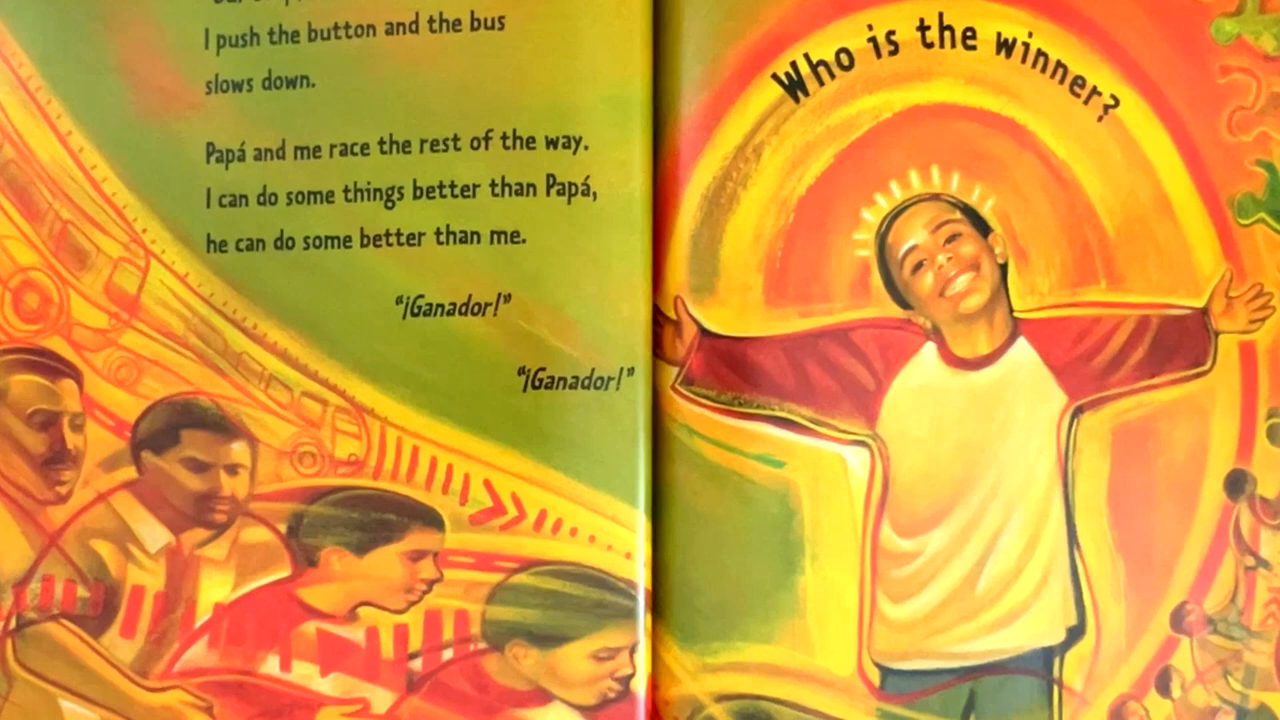 I push the button and the bus
slows down.
Papá and me race the rest of the way.
I can do some things better than Papá,
he can do some better than me.
“¡Ganador!”
“¡Ganador!”
Who is the winner?